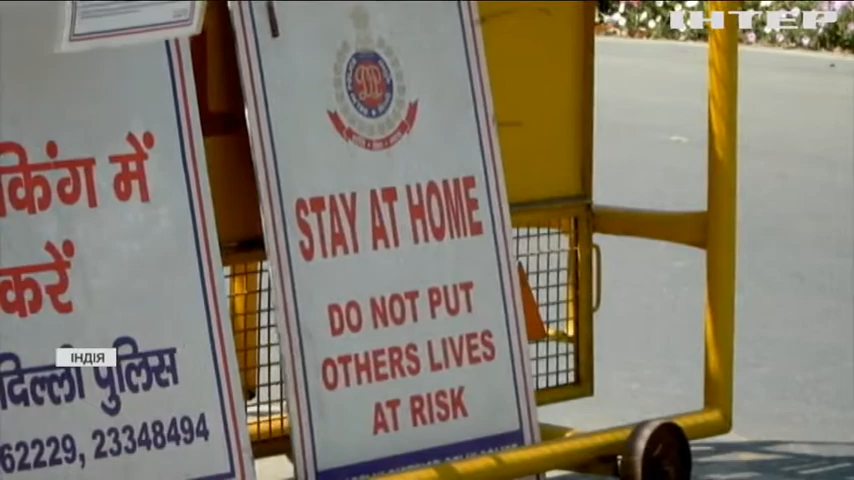 ІНТЕР
र्किंग में
करें
दिल्ली पुलिस
62229, 23348494
STAY AT HOME
DO NOT PUT
OTHERS LIVES
AT RISK
ІНДІЯ